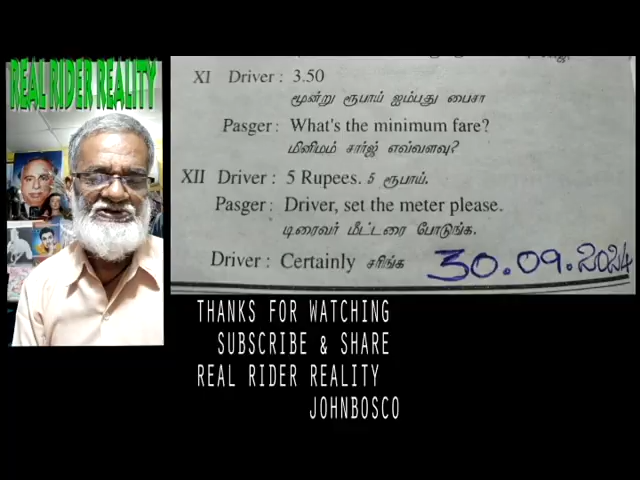 REAL RIDER REALITY
XI Driver : 3.50
மூன்று ரூபாய் ஐம்பது பைசா
Pasger : What's the minimum fare?
மினிமம் சார்ஜ் எவ்வளவு?
XII Driver : 5 Rupees. 5 ரூபாய்.
Pasger : Driver, set the meter please.
டிரைவர் மீட்டரை போடுங்க.
Driver : Certainly சரிங்க
30.09.2024
THANKS FOR WATCHING
SUBSCRIBE & SHARE
REAL RIDER REALITY
JOHNBOSCO